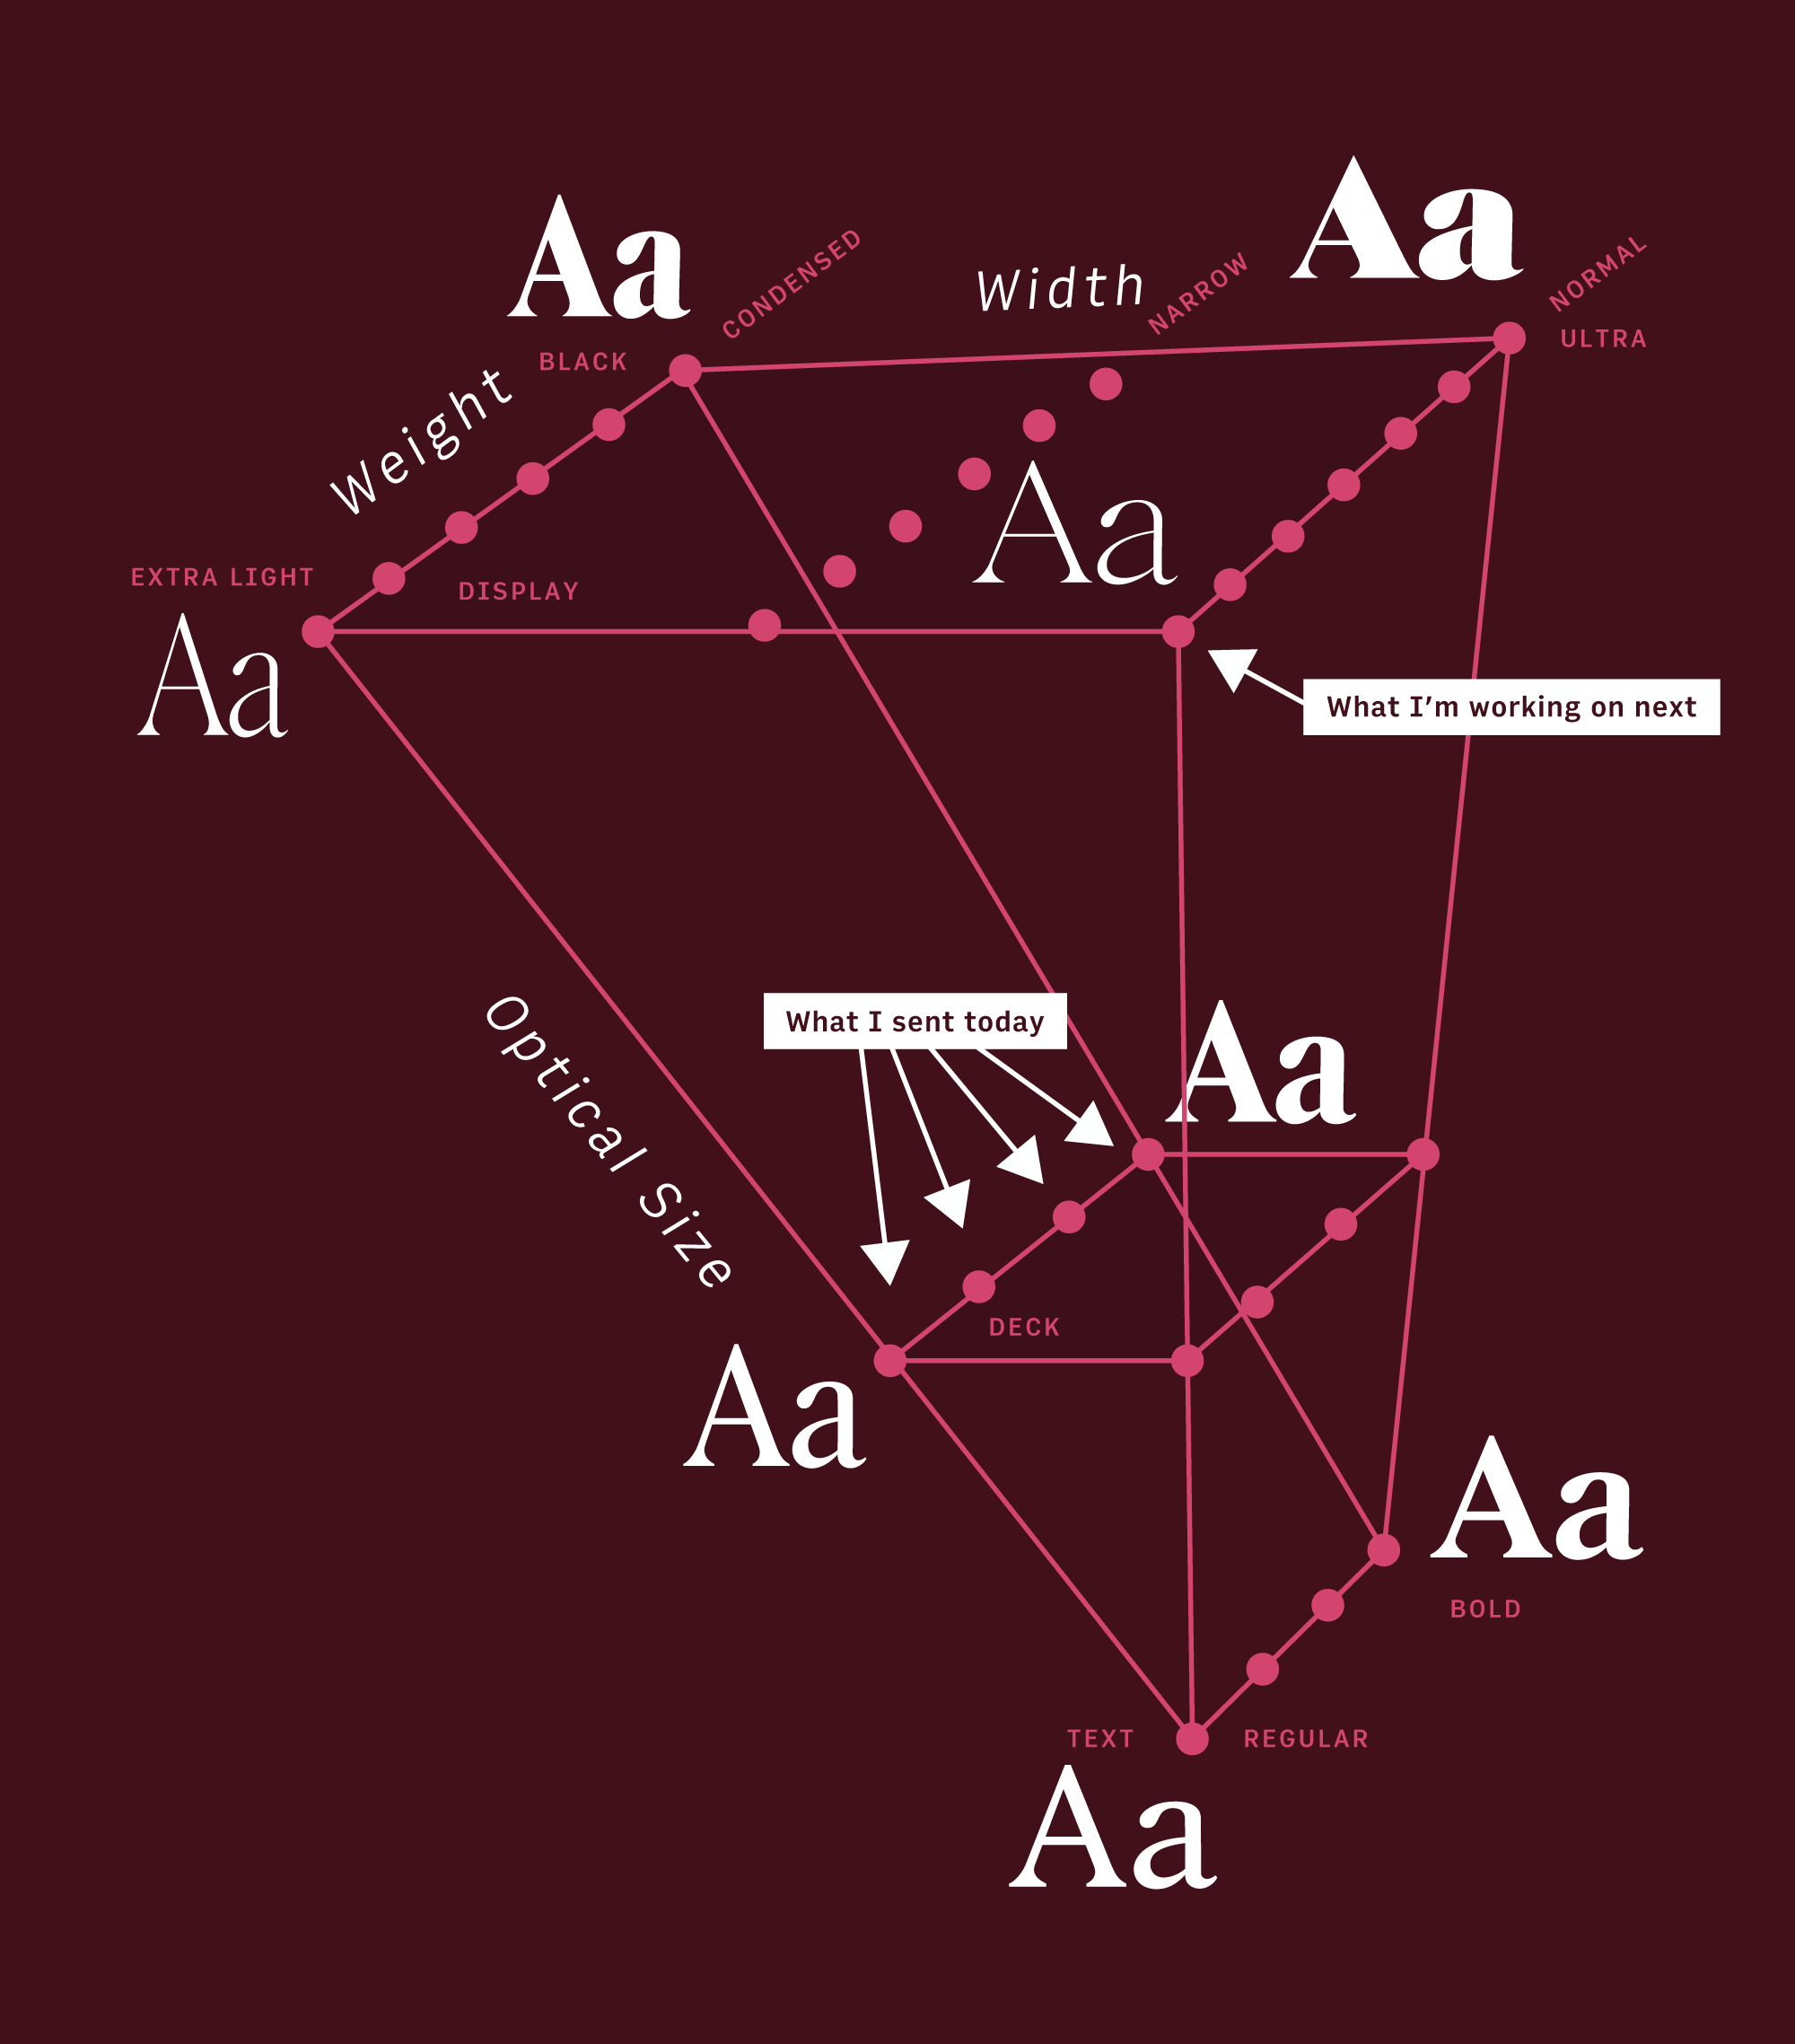 Aa
Aa
CONDENSED
Width
NARROW
NORMAL
ULTRA
BLACK
Weight
Aa
EXTRA LIGHT
DISPLAY
Aa
What I’m working on next
Optical Size
What I sent today
Aa
DECK
Aa
Aa
BOLD
TEXT
REGULAR
Aa